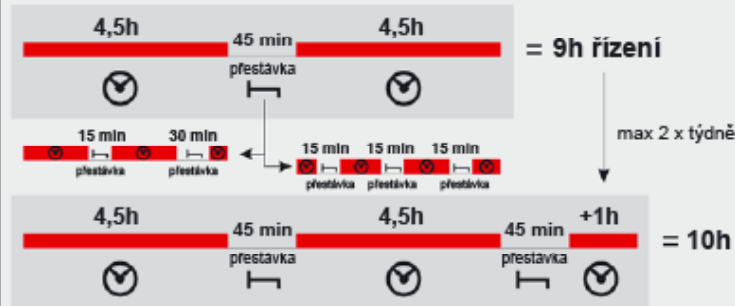 4,5h 45 min 4,5h
přestávka
= 9h řízení
15 min 30 min
přestávka přestávka
15 min 15 min 15 min
přestávka přestávka přestávka
max 2 x týdně
4,5h 45 min 4,5h 45 min +1h
přestávka přestávka
= 10h